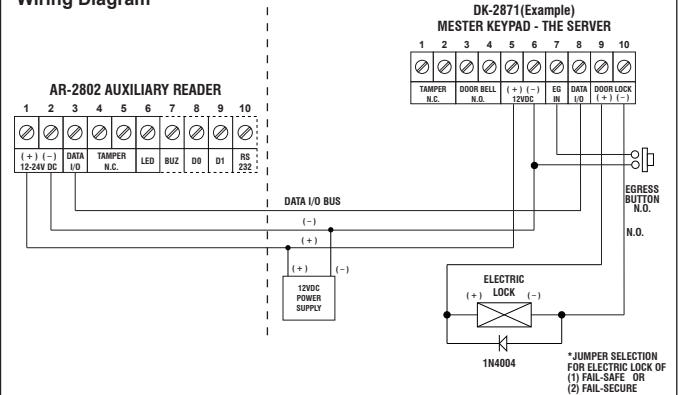 Wiring Diagram
DK-2871(Example)
MESTER KEYPAD - THE SERVER
1 2 3 4 5 6 7 8 9 10
TAMPER N.C.
DOOR BELL N.O.
( + ) ( − ) 12VDC
EG IN
DATA I/O
DOOR LOCK ( + ) ( − )
AR-2802 AUXILIARY READER
1 2 3 4 5 6 7 8 9 10
( + ) ( − ) 12-24V DC
DATA I/O
TAMPER N.C.
LED
BUZ
D0
D1
RS 232
EGRESS
BUTTON
N.O.
DATA I/O BUS
( − )
N.O.
( + )
( + ) ( − )
12VDC
POWER
SUPPLY
ELECTRIC
LOCK
( + ) ( − )
1N4004
*JUMPER SELECTION
FOR ELECTRIC LOCK OF
(1) FAIL-SAFE OR
(2) FAIL-SECURE